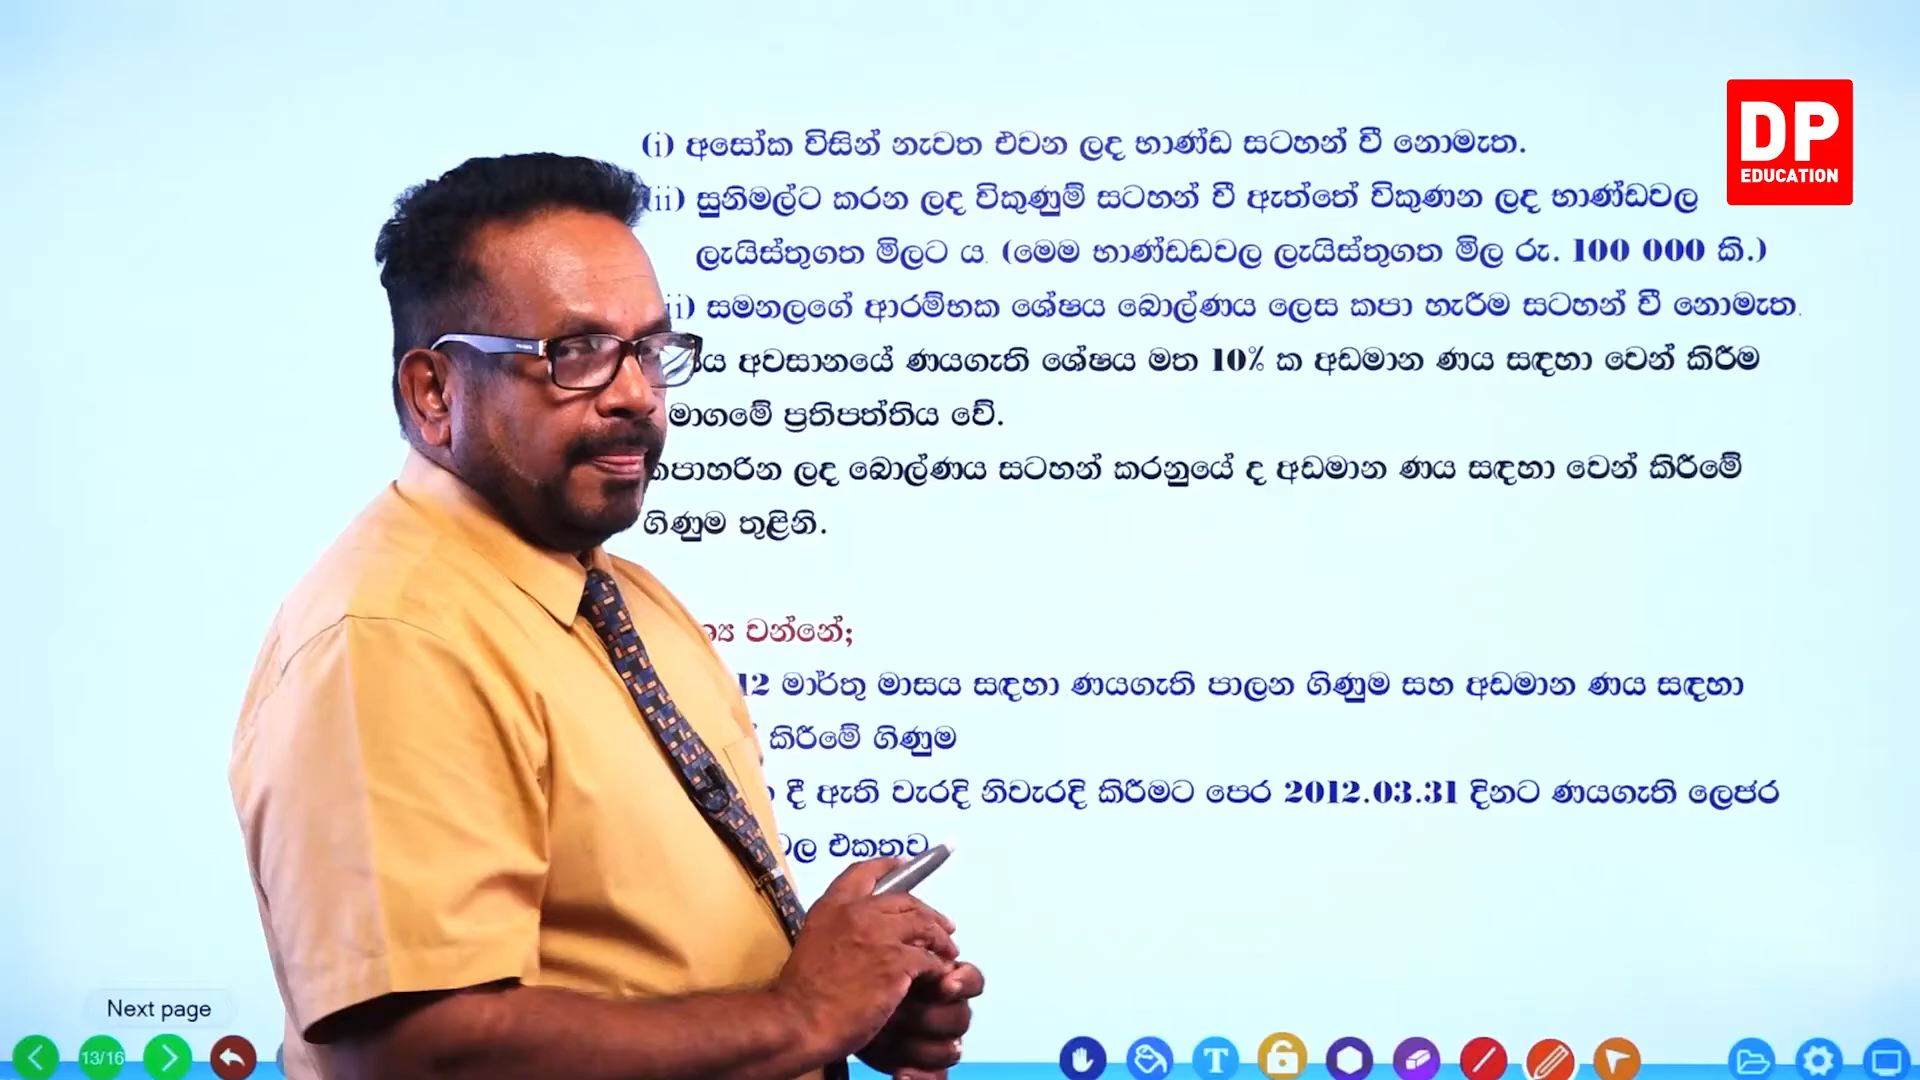 DP
EDUCATION
(i) අසෝක විසින් නැවත එවන ලද භාණ්ඩ සටහන් වී නොමැත.
(ii) සුනිමල්ට කරන ලද විකුණුම් සටහන් වී ඇත්තේ විකුණන ලද භාණ්ඩවල
ලැයිස්තුගත මිලට ය. (මෙම භාණ්ඩඩවල ලැයිස්තුගත මිල රු. 100 000 කි.)
සමනලගේ ආරම්භක ශේෂය බොල්ණය ලෙස කපා හැරීම සටහන් වී නොමැත.
අවසානයේ ණයගැති ශේෂය මත 10% ක අඩමාන ණය සඳහා වෙන් කිරීම
ප්‍රතිපත්තිය වේ.
ලද බොල්ණය සටහන් කරනුයේ ද අඩමාන ණය සඳහා වෙන් කිරීමේ
ගිණුම තුළිනි.
වන්නේ;
12 මාර්තු මාසය සඳහා ණයගැති පාලන ගිණුම සහ අඩමාන ණය සඳහා
කිරීමේ ගිණුම
දී ඇති වැරදි නිවැරදි කිරීමට පෙර 2012.03.31 දිනට ණයගැති ලෙජර
එකතුව
Next page
13/16
T